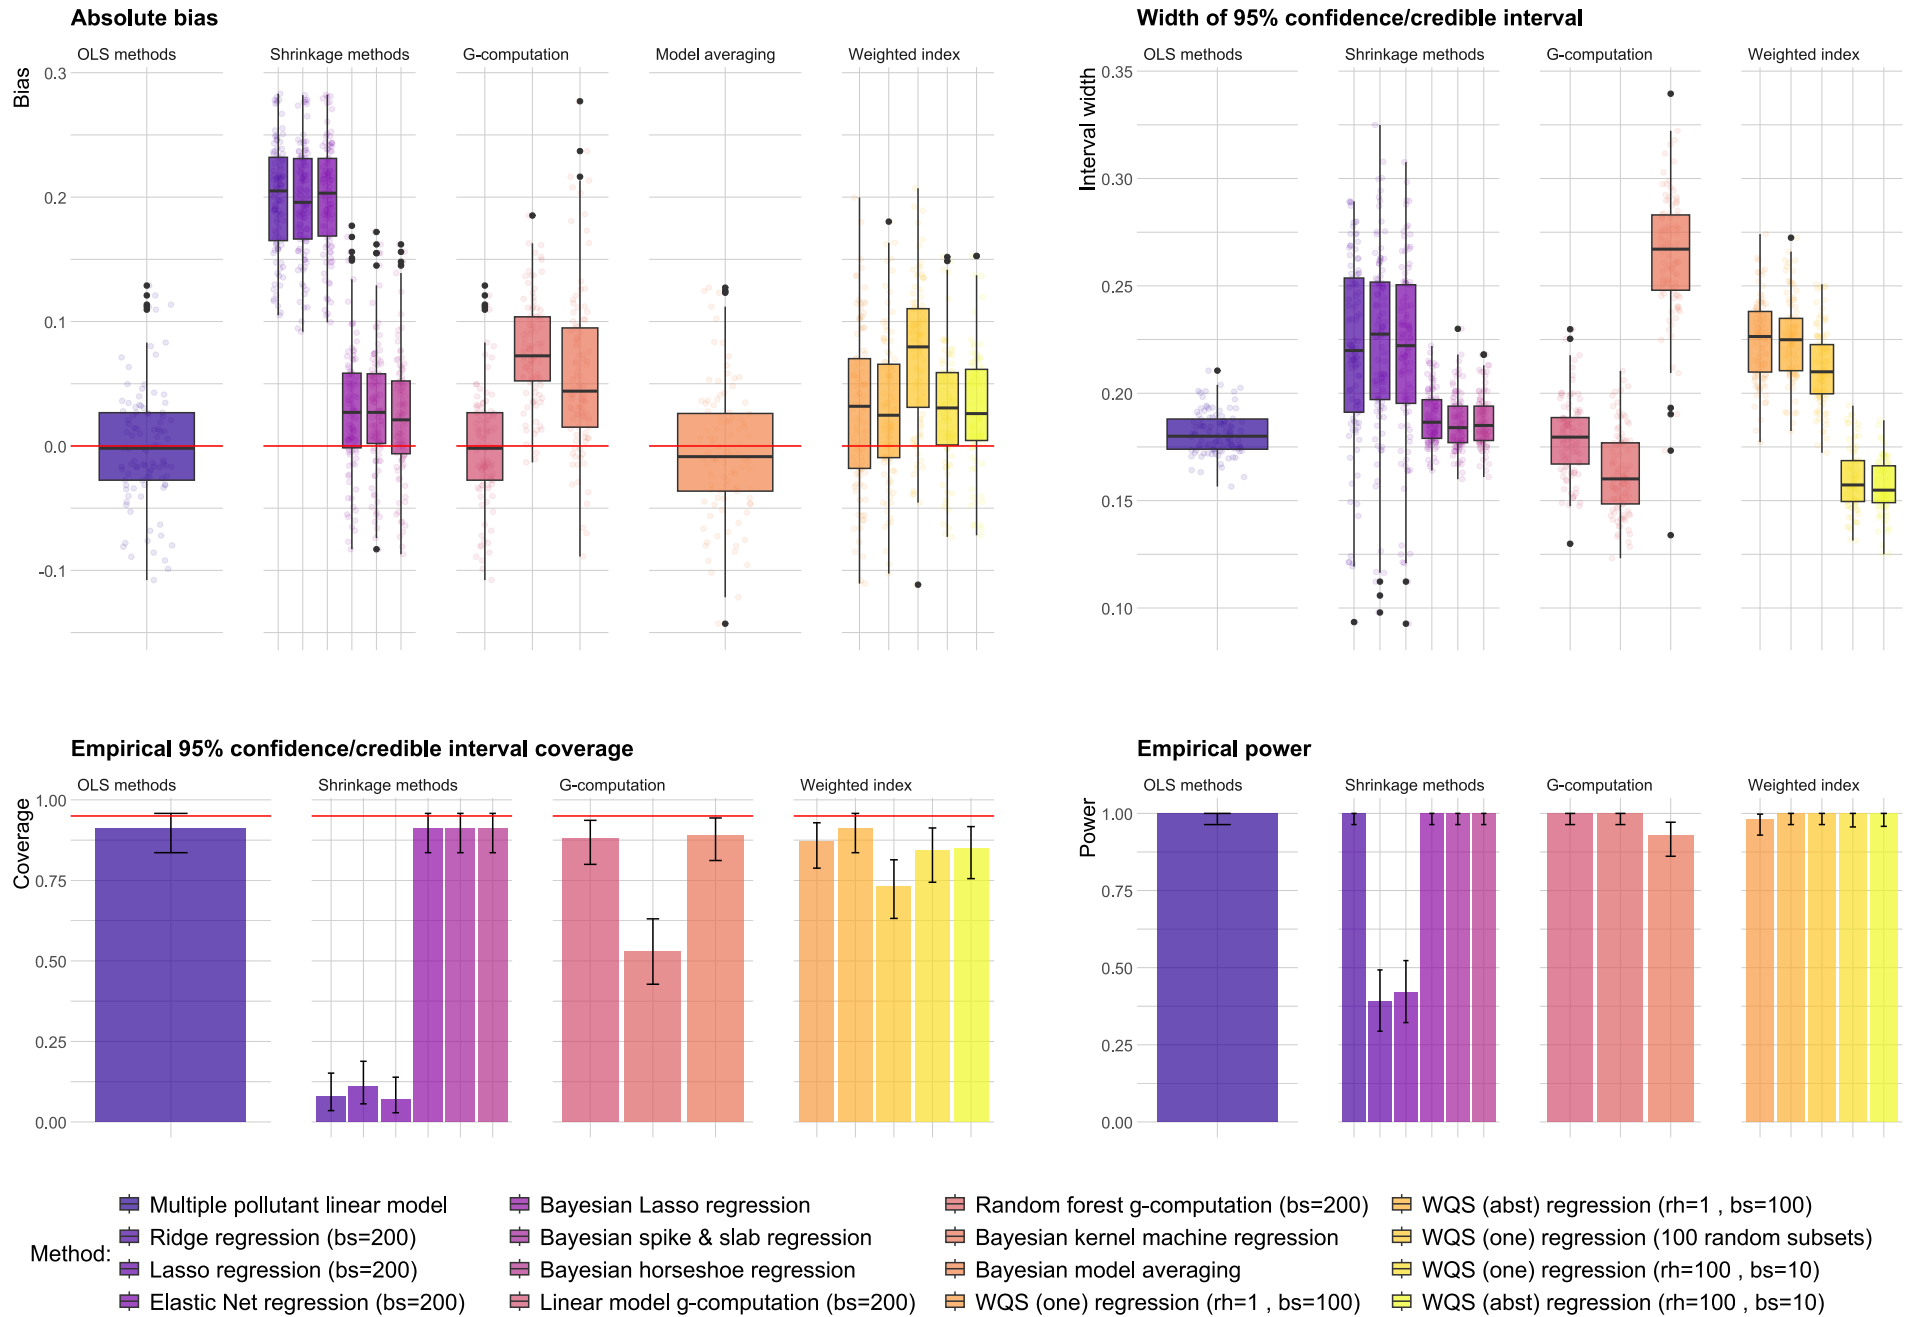 Absolute bias
OLS methods
Shrinkage methods
G-computation
Model averaging
Weighted index
Bias
0.3
0.2
0.1
0.0
-0.1
Width of 95% confidence/credible interval
OLS methods
Shrinkage methods
G-computation
Weighted index
Interval width
0.35
0.30
0.25
0.20
0.15
0.10
Empirical 95% confidence/credible interval coverage
OLS methods
Shrinkage methods
G-computation
Weighted index
Coverage
1.00
0.75
0.50
0.25
0.00
Empirical power
OLS methods
Shrinkage methods
G-computation
Weighted index
Power
1.00
0.75
0.50
0.25
0.00
Method:
Multiple pollutant linear model
Ridge regression (bs=200)
Lasso regression (bs=200)
Elastic Net regression (bs=200)
Bayesian Lasso regression
Bayesian spike & slab regression
Bayesian horseshoe regression
Linear model g-computation (bs=200)
Random forest g-computation (bs=200)
Bayesian kernel machine regression
Bayesian model averaging
WQS (one) regression (rh=1 , bs=100)
WQS (abst) regression (rh=1 , bs=100)
WQS (one) regression (100 random subsets)
WQS (one) regression (rh=100 , bs=10)
WQS (abst) regression (rh=100 , bs=10)